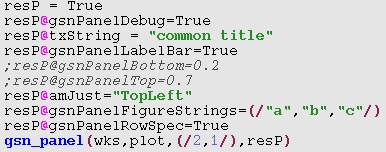 resP = True
resP@gsnPanelDebug=True
resP@txString = "common title"
resP@gsnPanelLabelBar=True
;resP@gsnPanelBottom=0.2
;resP@gsnPanelTop=0.7
resP@amJust="TopLeft"
resP@gsnPanelFigureStrings=(/"a","b","c"/)
resP@gsnPanelRowSpec=True
gsn_panel(wks,plot,(/2,1/),resP)